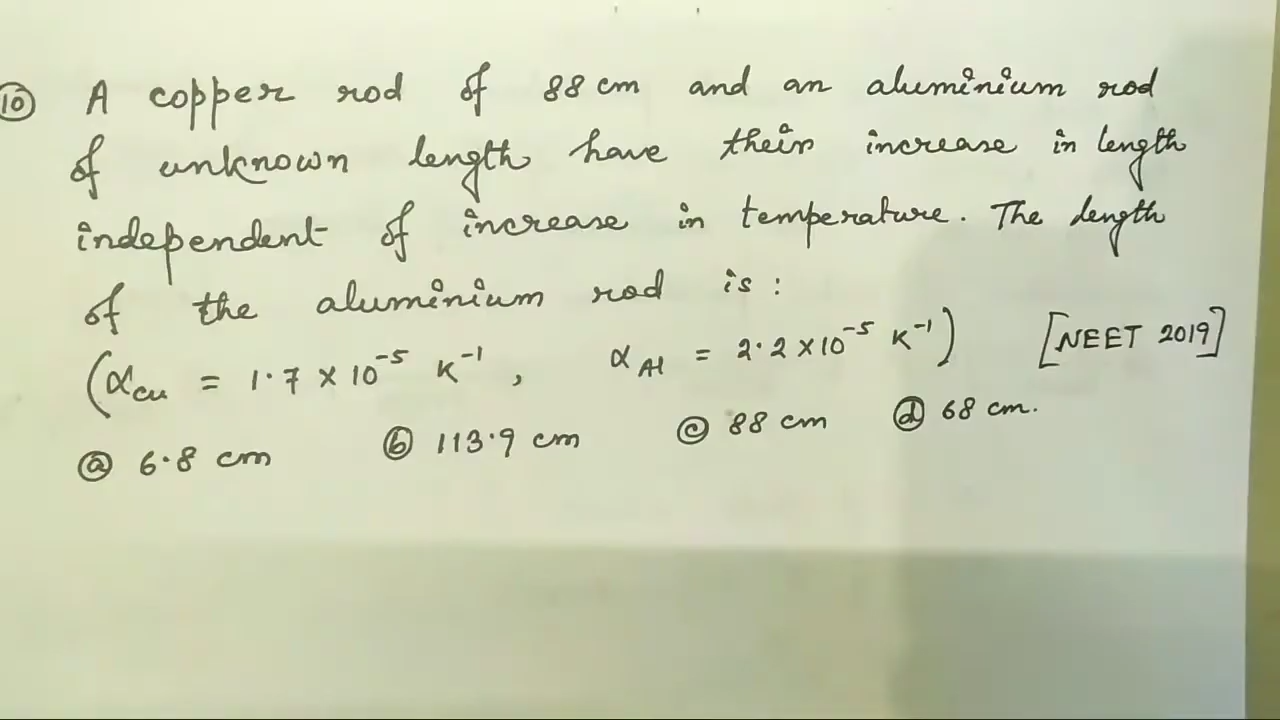 ⑩ A copper rod of 88 cm and an aluminium rod
of unknown length have their increase in length
independent of increase in temperature. The length
of the aluminium rod is :
(αcu = 1.7 × 10⁻⁵ K⁻¹ , αAl = 2.2 × 10⁻⁵ K⁻¹) [NEET 2019]
ⓐ 6.8 cm ⓑ 113.9 cm ⓒ 88 cm ⓓ 68 cm.